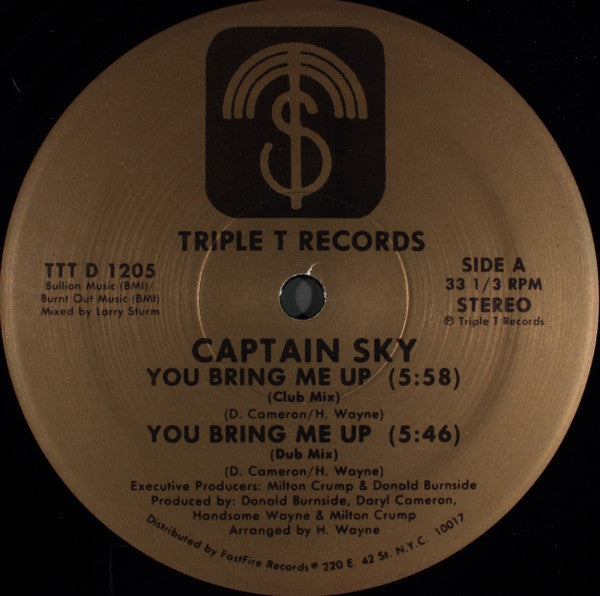 TRIPLE T RECORDS
TTT D 1205
Bullion Music (BMI)/
Burnt Out Music (BMI)
Mixed by Larry Sturm
SIDE A
33 1/3 RPM
STEREO
℗ Triple T Records
CAPTAIN SKY
YOU BRING ME UP (5:58)
(Club Mix)
(D. Cameron/H. Wayne)
YOU BRING ME UP (5:46)
(Dub Mix)
(D. Cameron/H. Wayne)
Executive Producers: Milton Crump & Donald Burnside
Produced by: Donald Burnside, Daryl Cameron,
Handsome Wayne & Milton Crump
Arranged by H. Wayne
Distributed by FastFire Records® 220 E. 42 St. N.Y.C. 10017